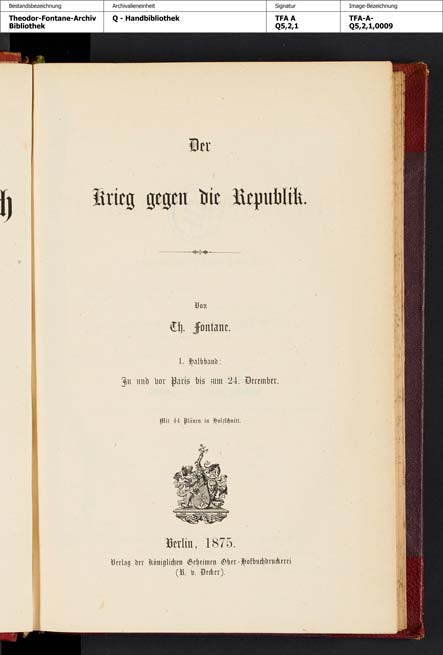 Bestandsbezeichnung
Theodor-Fontane-Archiv
Bibliothek
Archivalieneinheit
Q - Handbibliothek
Signatur
TFA A
Q5,2,1
Image-Bezeichnung
TFA-A-
Q5,2,1,0009
Der
Krieg gegen die Republik.
Von
Th. Fontane.
I. Halbband:
In und vor Paris bis zum 24. December.
Mit 44 Plänen in Holzschnitt.
Berlin, 1875.
Verlag der Königlichen Geheimen Ober-Hofbuchdruckerei
(R. v. Decker).